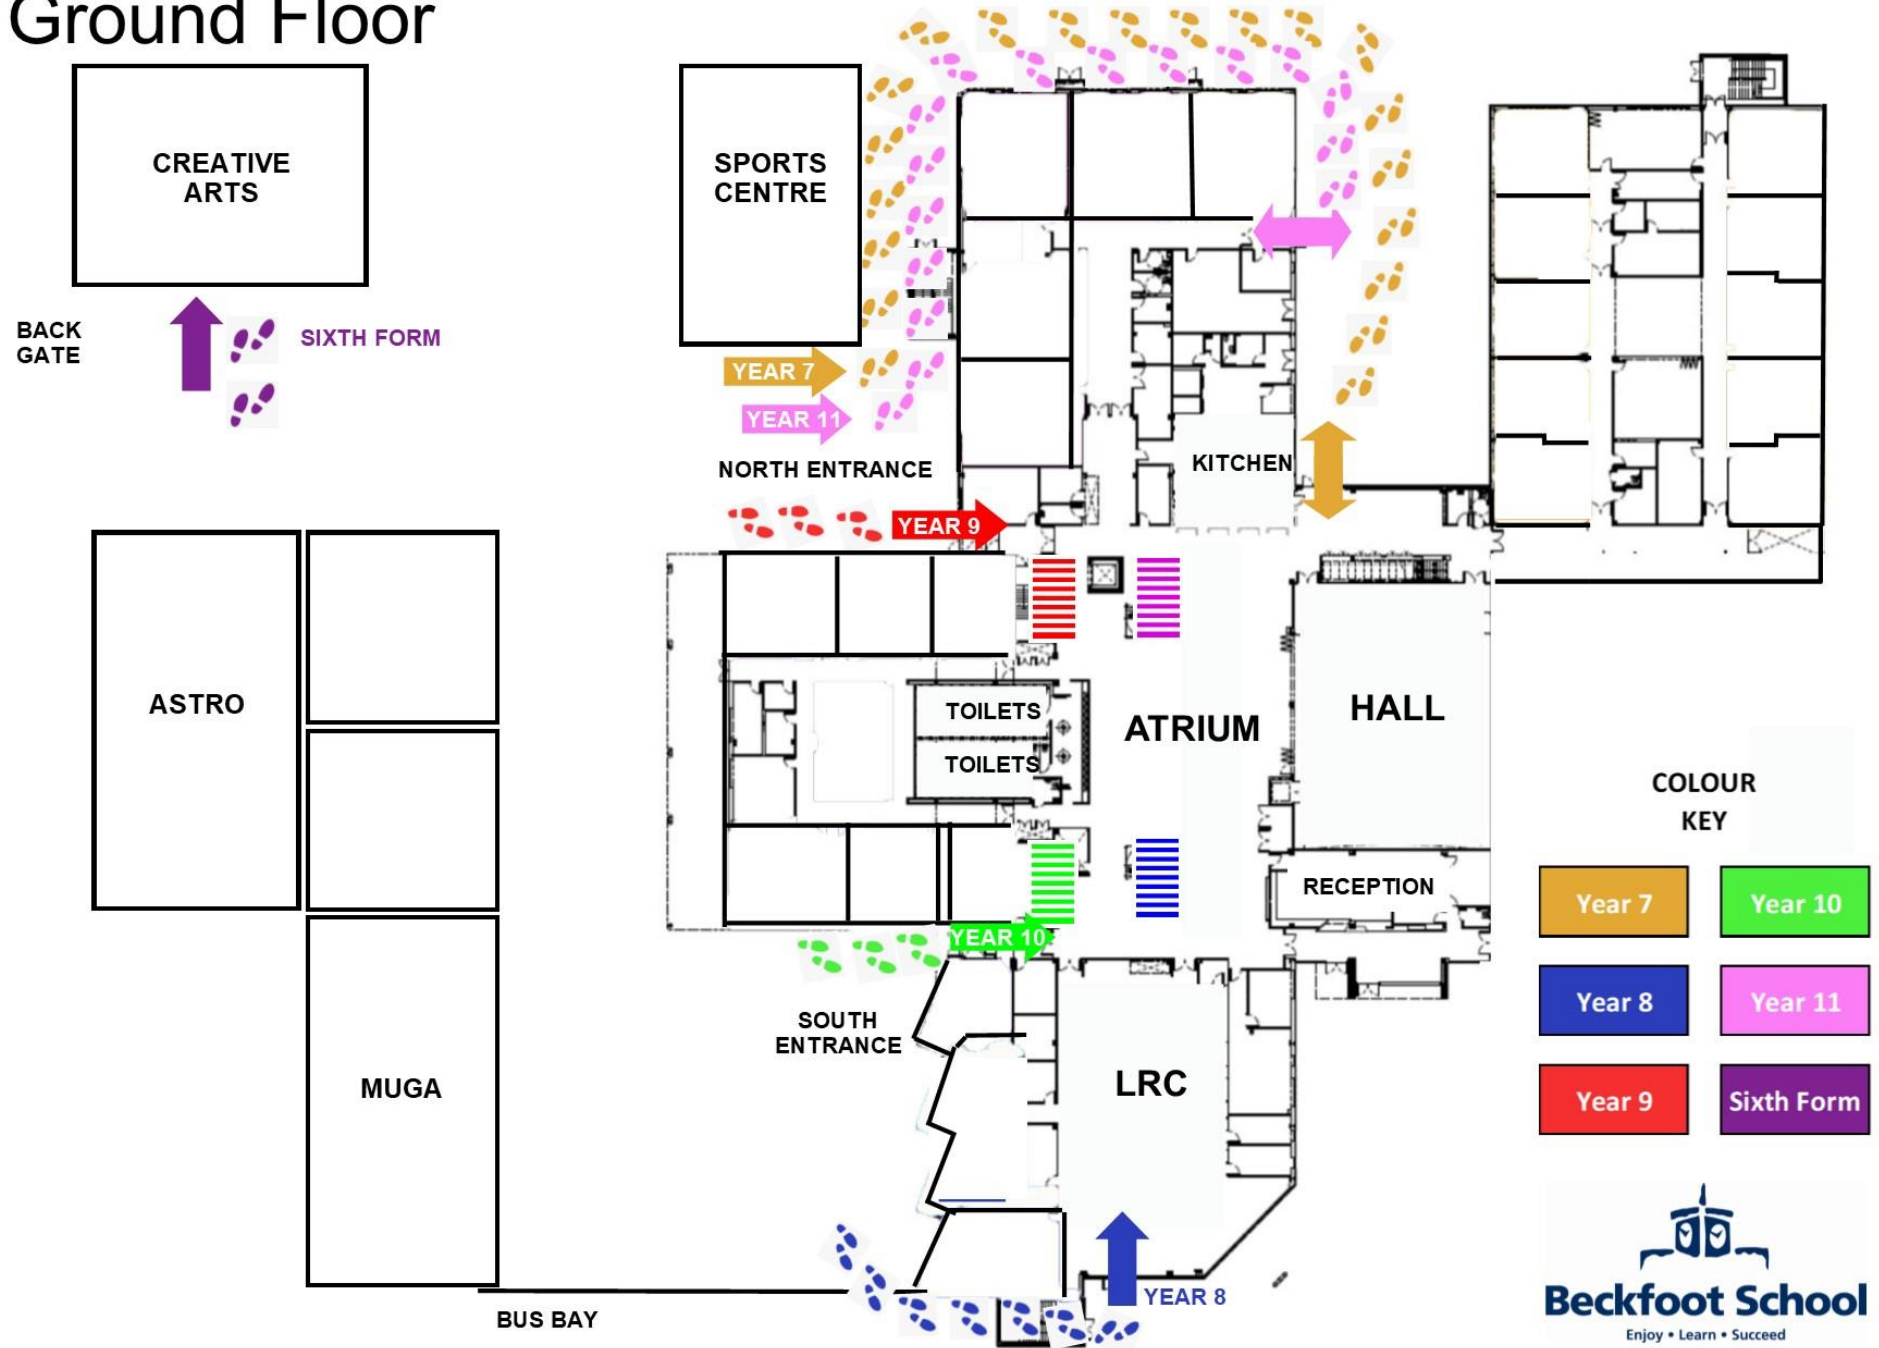 Ground Floor
CREATIVE
ARTS
SPORTS
CENTRE
BACK
GATE
SIXTH FORM
YEAR 7
YEAR 11
NORTH ENTRANCE
KITCHEN
YEAR 9
ASTRO
TOILETS
TOILETS
ATRIUM
HALL
COLOUR
KEY
RECEPTION
Year 7
Year 10
YEAR 10
Year 8
Year 11
SOUTH
ENTRANCE
LRC
MUGA
Year 9
Sixth Form
YEAR 8
BUS BAY
Beckfoot School
Enjoy • Learn • Succeed